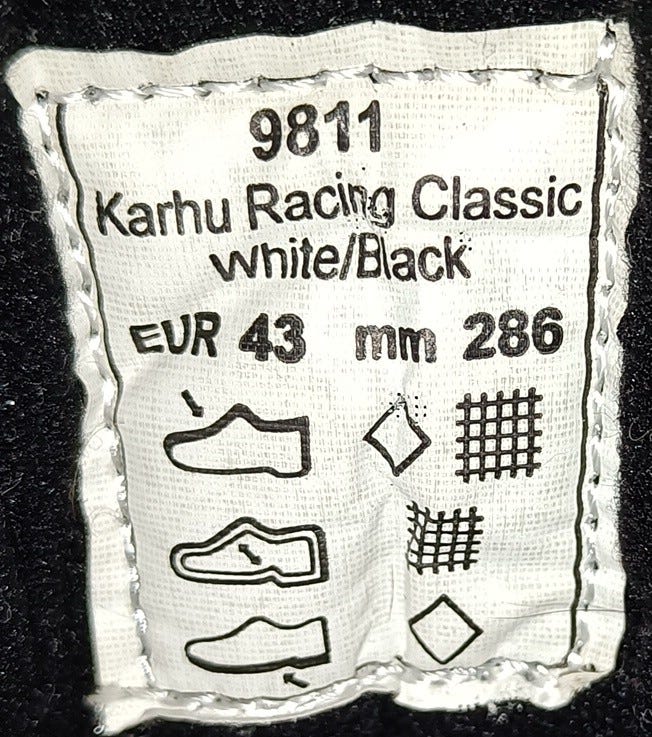 9811
Karhu Racing Classic
White/Black
EUR 43 mm 286